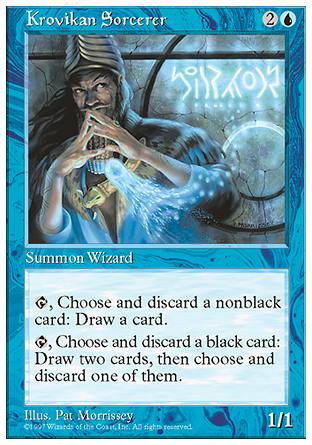 Krovikan Sorcerer 2
Summon Wizard
, Choose and discard a nonblack
card: Draw a card.
, Choose and discard a black card:
Draw two cards, then choose and
discard one of them.
Illus. Pat Morrissey
©1997 Wizards of the Coast, Inc. All rights reserved.
1/1